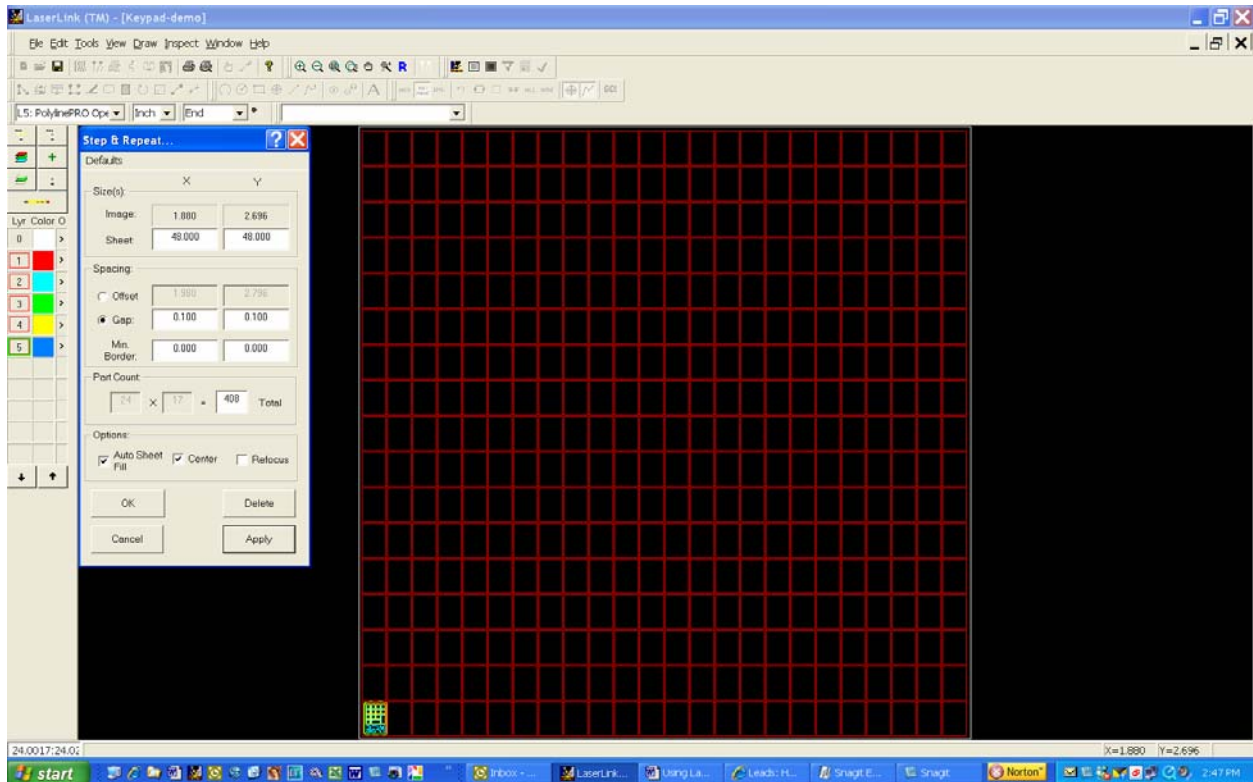 LaserLink (TM) - [Keypad-demo]
File Edit Tools View Draw Inspect Window Help
L5: PolylinePRO Ope Inch End
Step & Repeat...
Defaults
X Y
Size(s):
Image: 1.880 2.696
Sheet: 48.000 48.000
Spacing:
Offset 1.980 2.796
Gap: 0.100 0.100
Min. Border: 0.000 0.000
Part Count:
24 X 17 = 408 Total
Options:
Auto Sheet Fill Center Refocus
OK Delete
Cancel Apply
Lyr Color O
0
1
2
3
4
5
24.0017:24.02
X=1.880 Y=2.696
start Inbox - ... LaserLink... Using La... Leads: H... SnagIt E... SnagIt Norton 2:47 PM